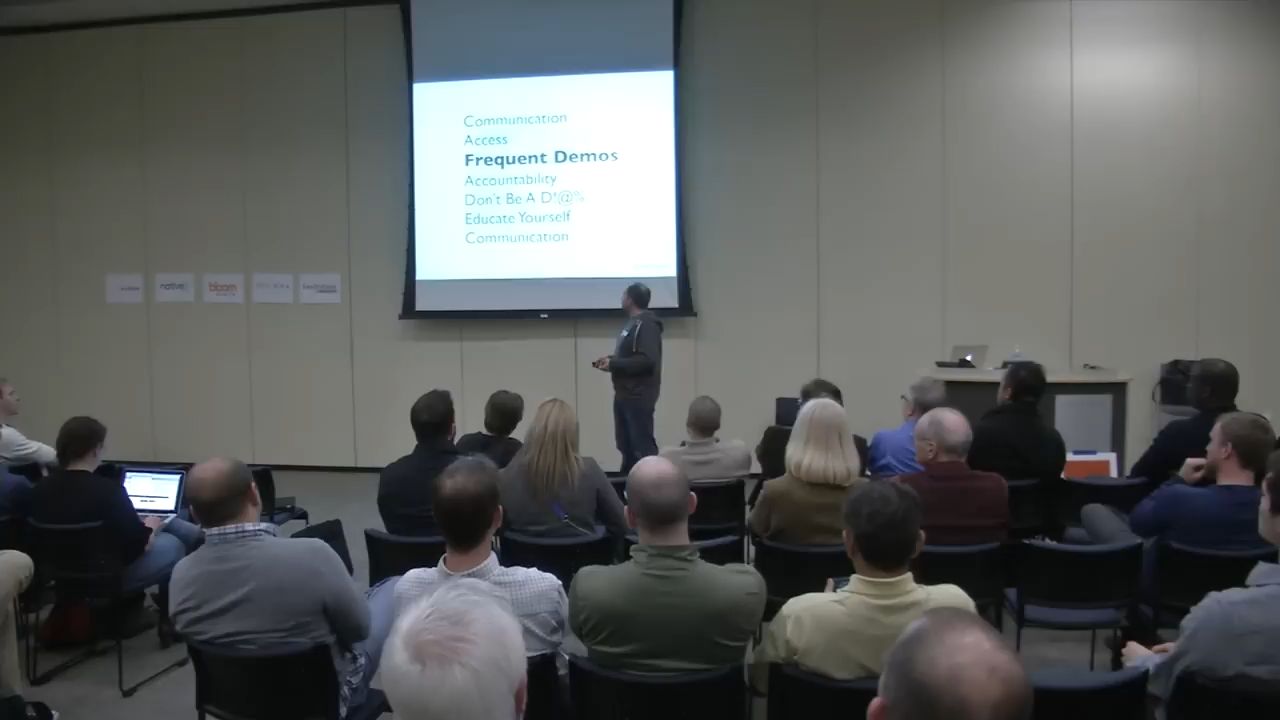 Communication
Access
Frequent Demos
Accountability
Don't Be A D!@%
Educate Yourself
Communication
native
bloom